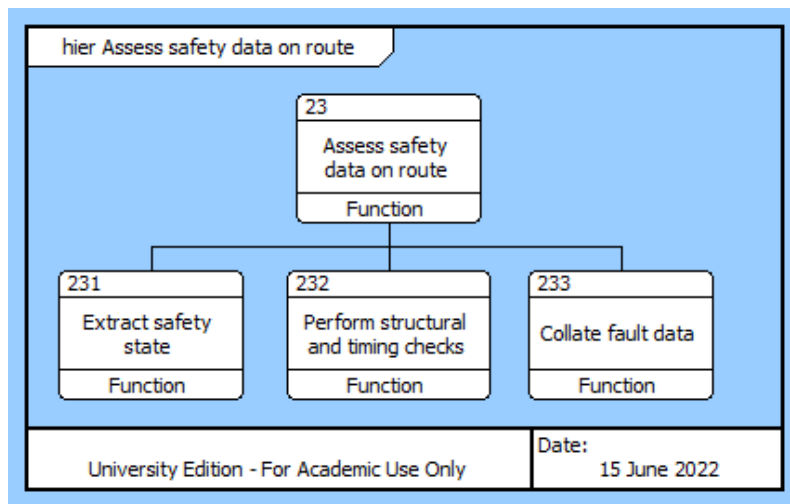 hier Assess safety data on route
23
Assess safety
data on route
Function
231
Extract safety
state
Function
232
Perform structural
and timing checks
Function
233
Collate fault data
Function
University Edition - For Academic Use Only
Date:
15 June 2022